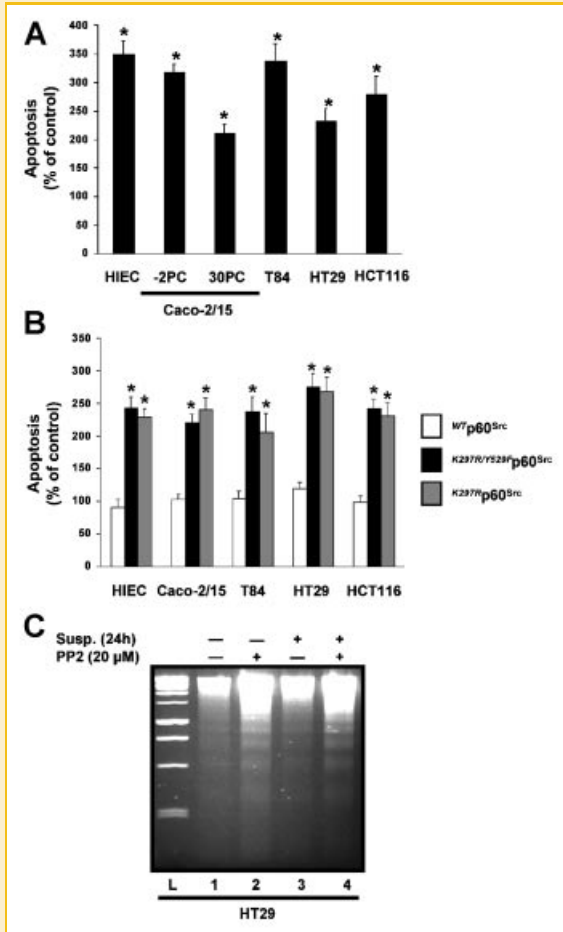 A
Apoptosis
(% of control)
400
350
300
250
200
150
100
50
0
*
*
*
*
*
*
HIEC
-2PC
30PC
T84
HT29
HCT116
Caco-2/15
B
Apoptosis
(% of control)
350
300
250
200
150
100
50
0
* *
* *
* *
* *
* *
HIEC
Caco-2/15
T84
HT29
HCT116
WTp60Src
K297R/Y529Fp60Src
K297Rp60Src
C
Susp. (24h) — — + +
PP2 (20 µM) — + — +
L 1 2 3 4
HT29